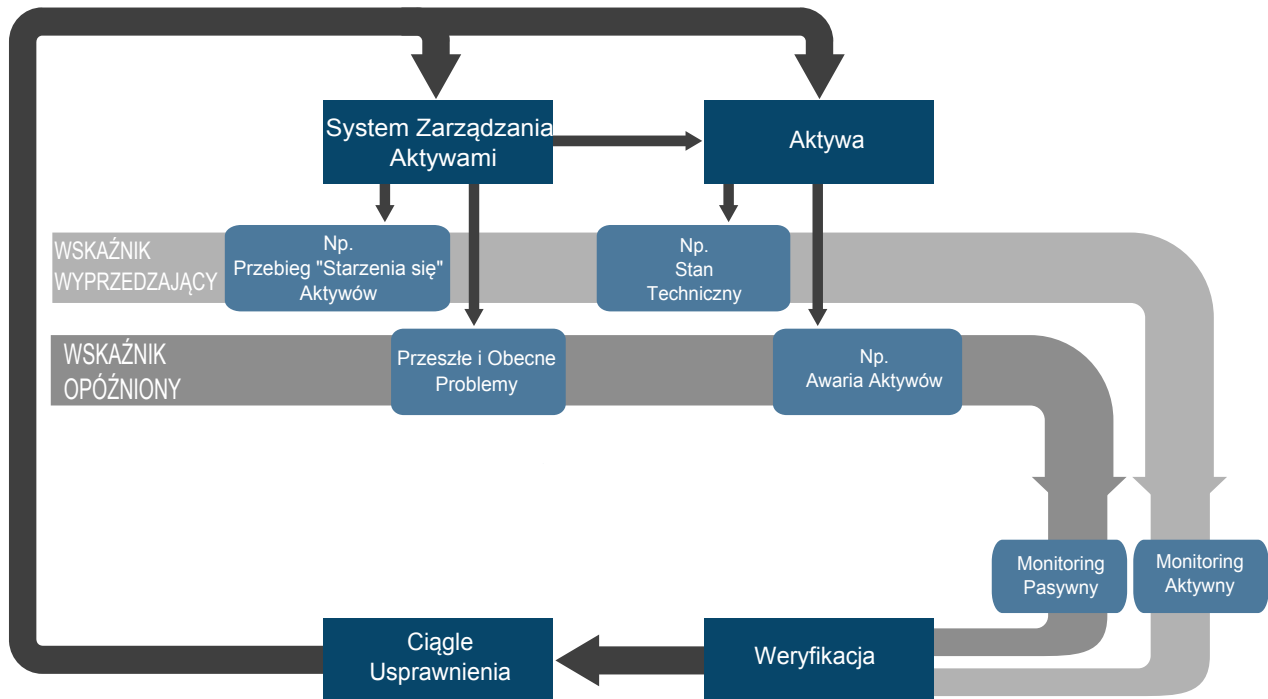 System Zarządzania
Aktywami
Aktywa
WSKAŹNIK
WYPRZEDZAJĄCY
Np.
Przebieg "Starzenia się"
Aktywów
Np.
Stan
Techniczny
WSKAŹNIK
OPÓŹNIONY
Przeszłe i Obecne
Problemy
Np.
Awaria Aktywów
Monitoring
Pasywny
Monitoring
Aktywny
Ciągle
Usprawnienia
Weryfikacja